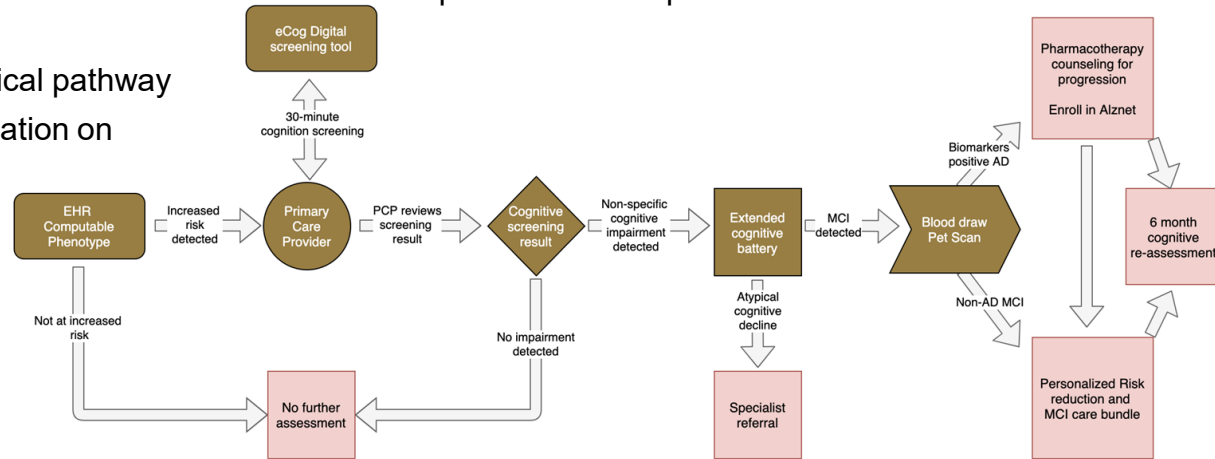 eCog Digital
screening tool
ical pathway
ation on
30-minute
cognition screening
EHR
Computable
Phenotype
Increased
risk
detected
Primary
Care
Provider
PCP reviews
screening
result
Cognitive
screening
result
Non-specific
cognitive
impairment
detected
Extended
cognitive
battery
MCI
detected
Blood draw
Pet Scan
Biomarkers
positive AD
Pharmacotherapy
counseling for
progression
Enroll in Alznet
6 month
cognitive
re-assessment
Non-AD MCI
Personalized Risk
reduction and
MCI care bundle
Atypical
cognitive
decline
Specialist
referral
Not at increased
risk
No impairment
detected
No further
assessment